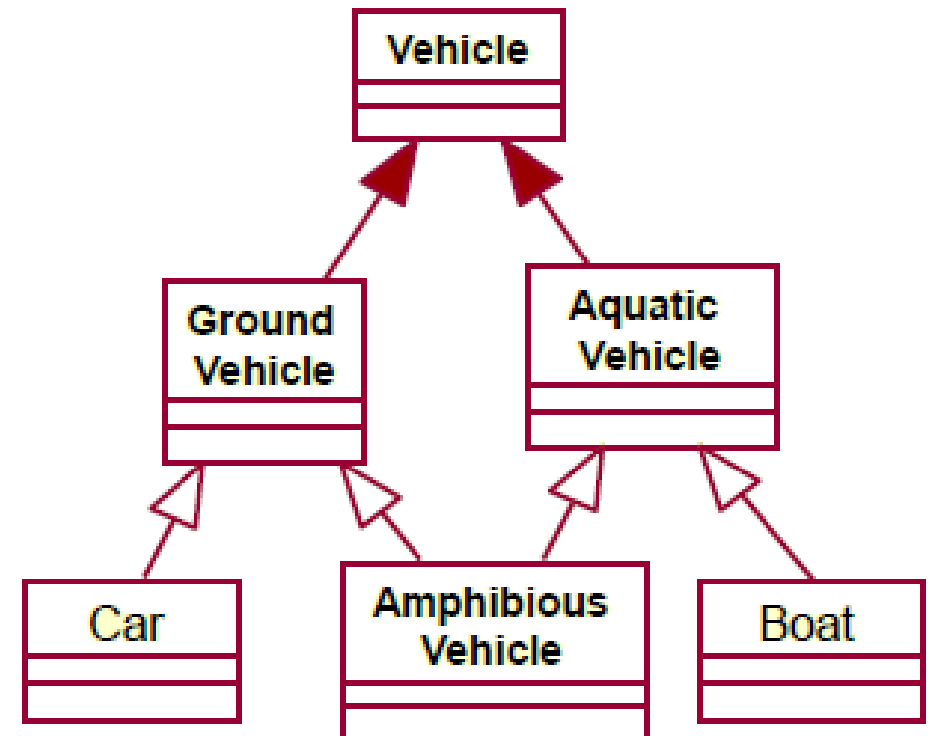 Vehicle
Ground
Vehicle
Aquatic
Vehicle
Car
Amphibious
Vehicle
Boat